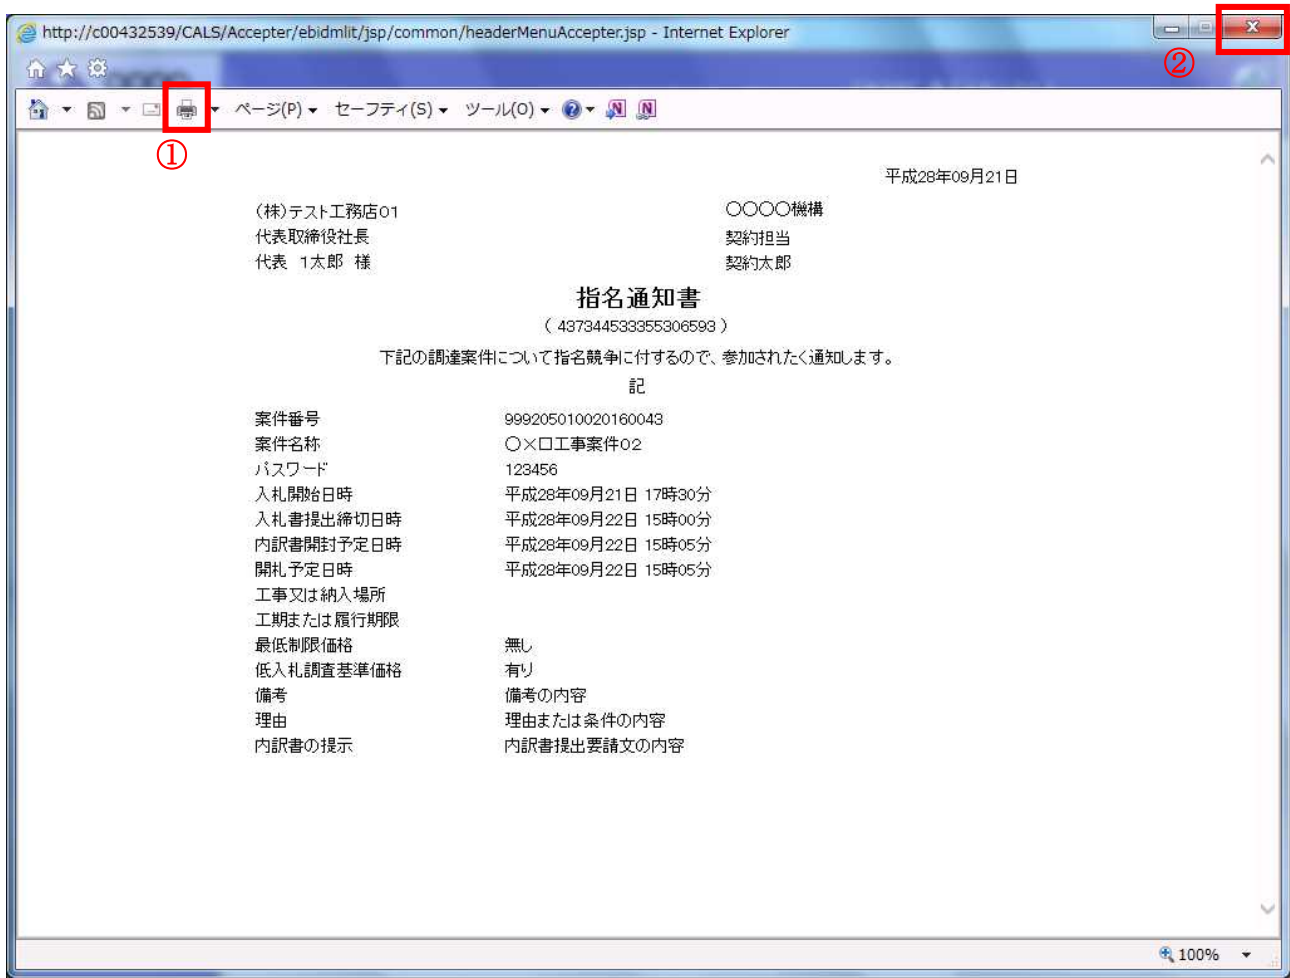 http://c00432539/CALS/Accepter/ebidmlit/jsp/common/headerMenuAccepter.jsp - Internet Explorer
②
ページ(P) セーフティ(S) ツール(O)
①
平成28年09月21日
(株)テスト工務店01 〇〇〇〇機構
代表取締役社長 契約担当
代表 1太郎 様 契約太郎
指名通知書
( 437344533355306593 )
下記の調達案件について指名競争に付するので、参加されたく通知します。
記
案件番号 999205010020160043
案件名称 〇×口工事案件02
パスワード 123456
入札開始日時 平成28年09月21日 17時30分
入札書提出締切日時 平成28年09月22日 15時00分
内訳書開封予定日時 平成28年09月22日 15時05分
開札予定日時 平成28年09月22日 15時05分
工事又は納入場所
工期または履行期限
最低制限価格 無し
低入札調査基準価格 有り
備考 備考の内容
理由 理由または条件の内容
内訳書の提示 内訳書提出要請文の内容
100%